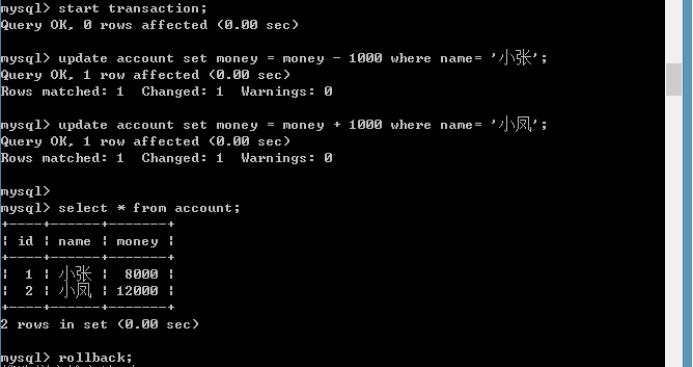 mysql> start transaction;
Query OK, 0 rows affected (0.00 sec)
mysql> update account set money = money - 1000 where name= '小张';
Query OK, 1 row affected (0.00 sec)
Rows matched: 1  Changed: 1  Warnings: 0
mysql> update account set money = money + 1000 where name= '小凤';
Query OK, 1 row affected (0.00 sec)
Rows matched: 1  Changed: 1  Warnings: 0
mysql>
mysql> select * from account;
+----+------+-------+
| id | name | money |
+----+------+-------+
|  1 | 小张 |  8000 |
|  2 | 小凤 | 12000 |
+----+------+-------+
2 rows in set (0.00 sec)
mysql> rollback;